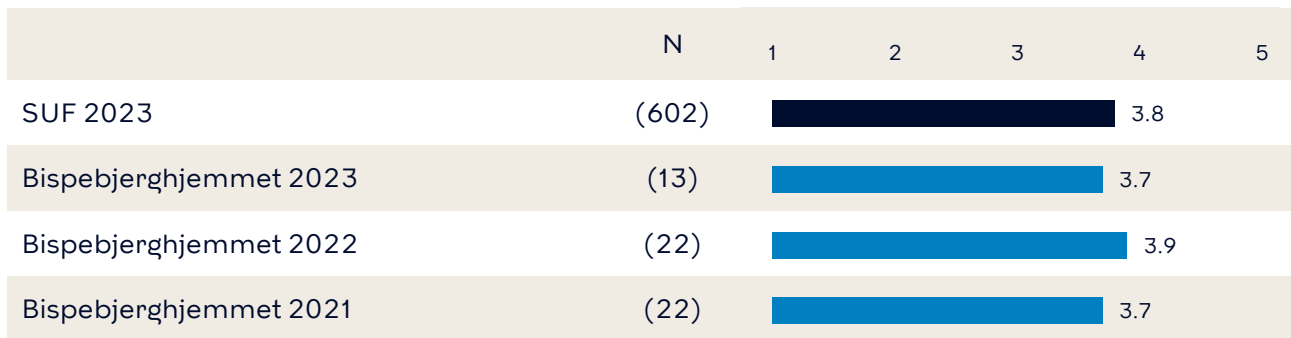 N 1 2 3 4 5
SUF 2023 (602) 3.8
Bispebjerghjemmet 2023 (13) 3.7
Bispebjerghjemmet 2022 (22) 3.9
Bispebjerghjemmet 2021 (22) 3.7